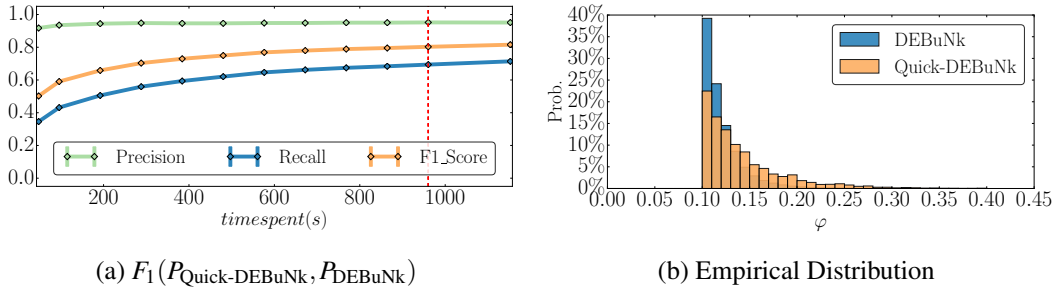 1.0
0.8
0.6
0.4
0.2
0.0
Precision Recall F1_Score
200 400 600 800 1000
timespent(s)
(a) F1(PQuick-DEBuNk, PDEBuNk)
40%
35%
30%
25%
20%
15%
10%
5%
0%
Prob.
DEBuNk
Quick-DEBuNk
0.00 0.05 0.10 0.15 0.20 0.25 0.30 0.35 0.40 0.45
φ
(b) Empirical Distribution